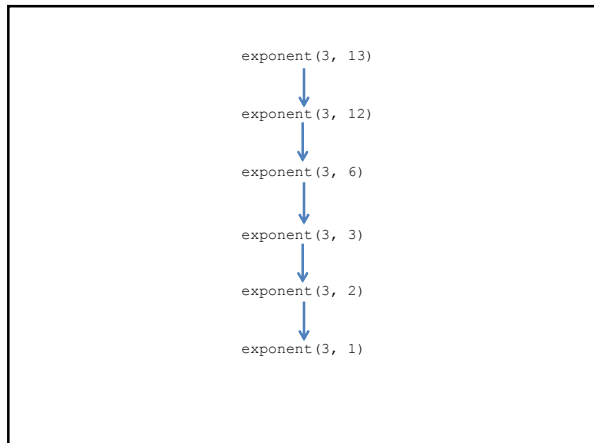 exponent(3, 13)
exponent(3, 12)
exponent(3, 6)
exponent(3, 3)
exponent(3, 2)
exponent(3, 1)